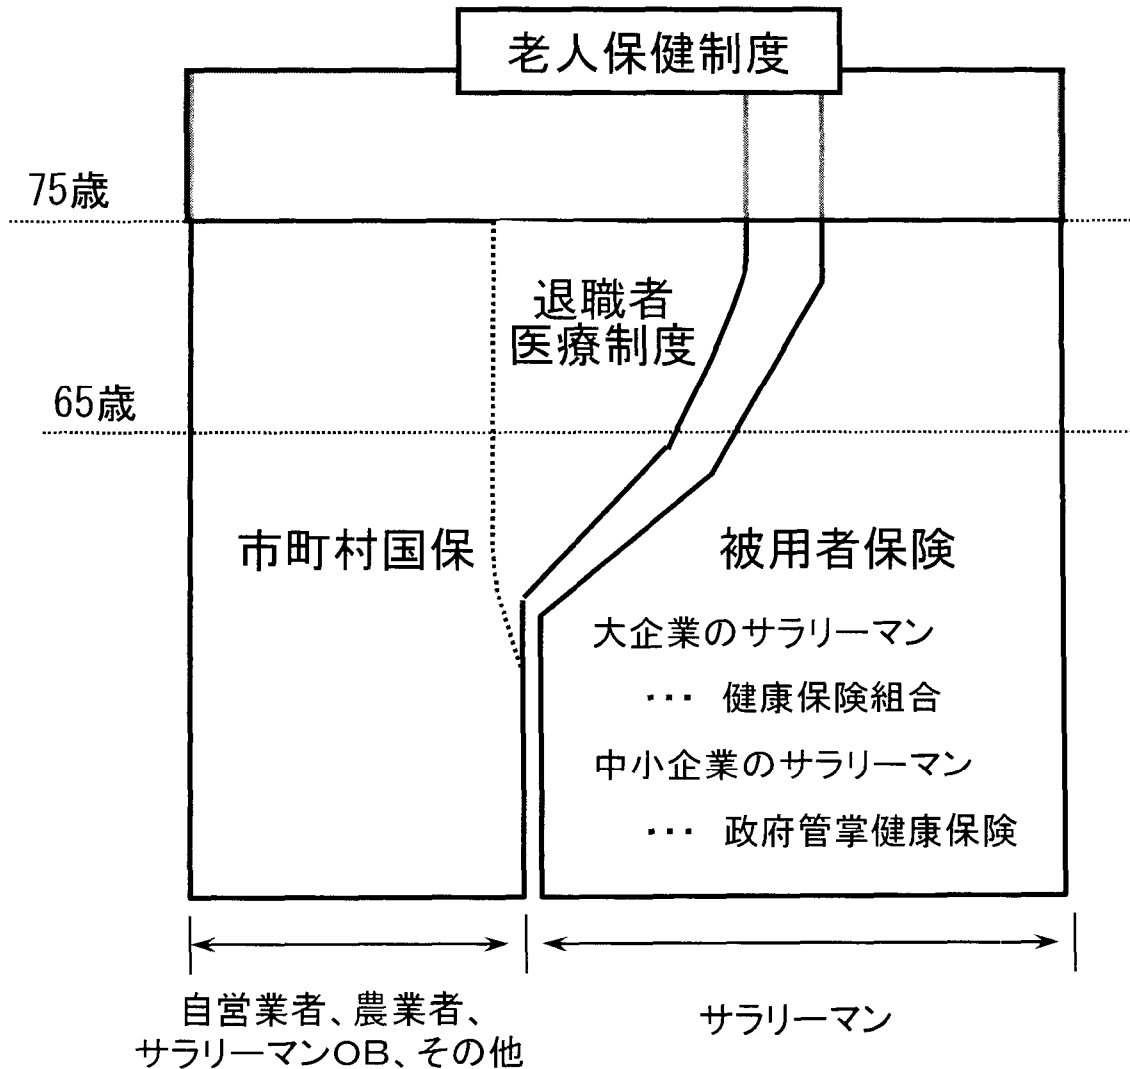 老人保健制度
75歳
退職者
医療制度
65歳
市町村国保
被用者保険
大企業のサラリーマン
… 健康保険組合
中小企業のサラリーマン
… 政府管掌健康保険
自営業者、農業者、
サラリーマンOB、その他
サラリーマン